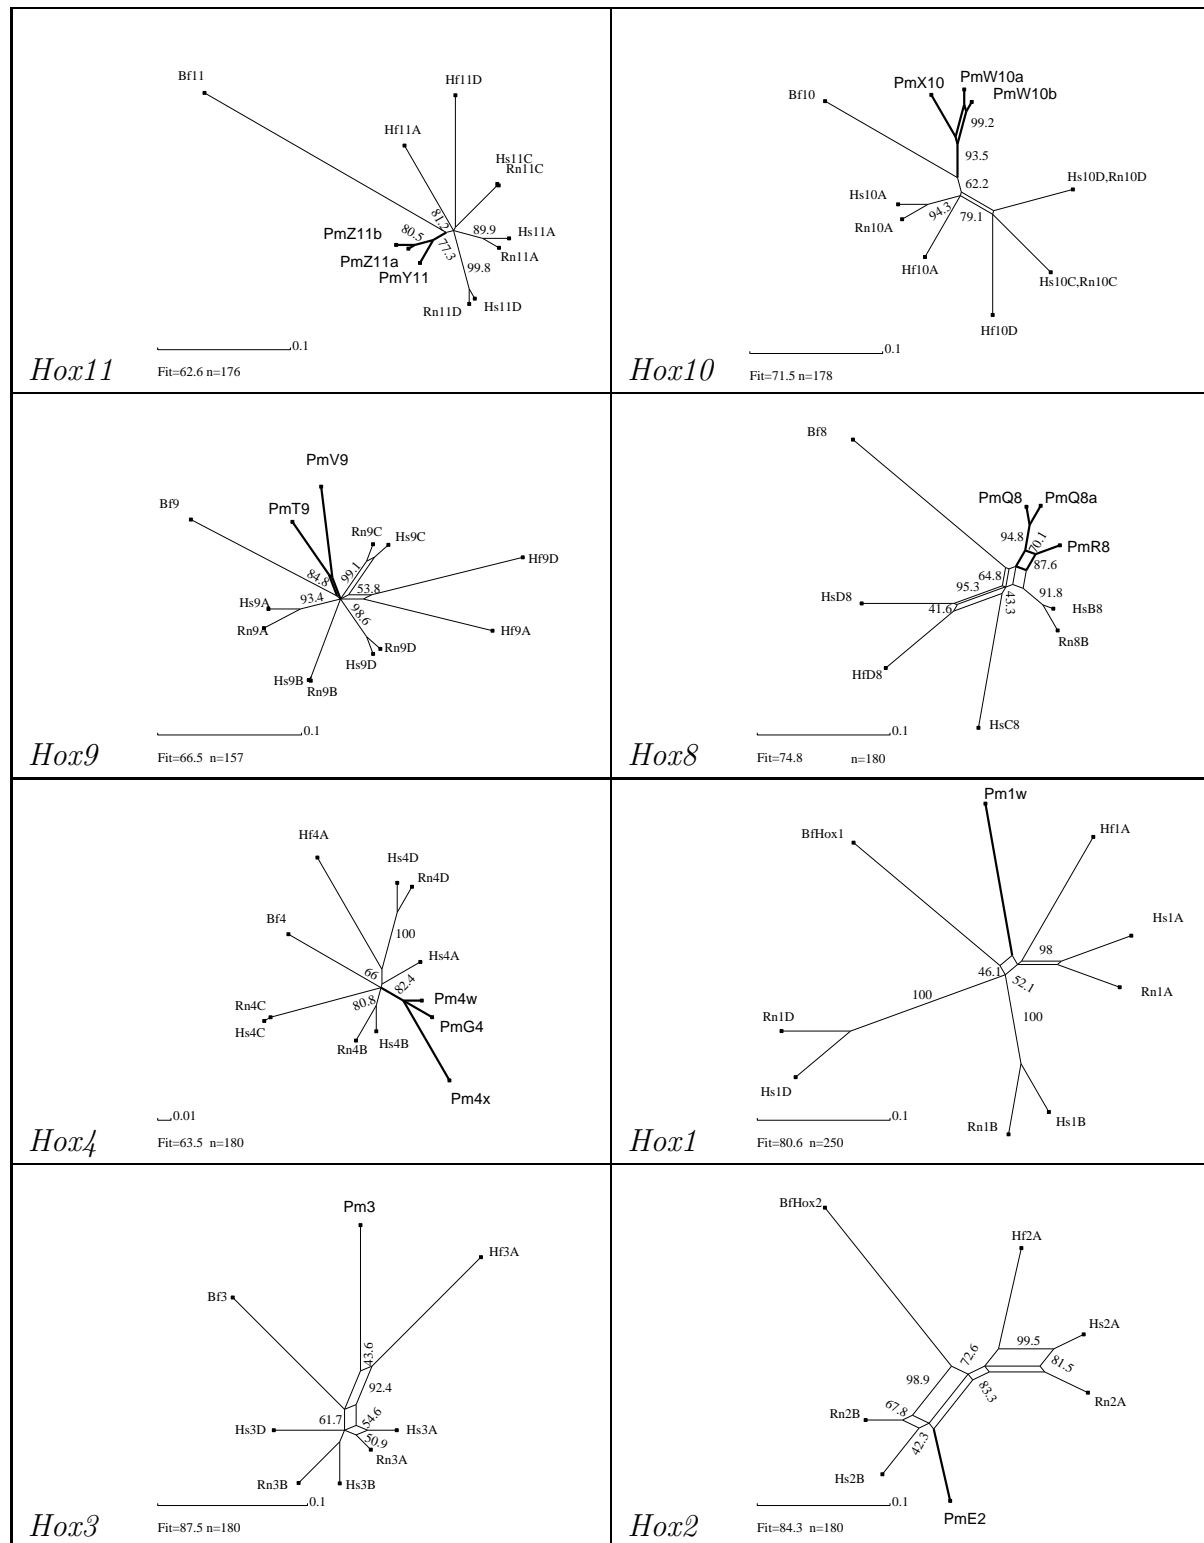 Bf11
Hf11D
Hf11A
Hs11C
Rn11C
81.2
80.5
77.3
89.9
99.8
PmZ11b
PmZ11a
PmY11
Hs11A
Rn11A
Rn11D
Hs11D
0.1
Hox11
Fit=62.6 n=176
Bf10
PmX10
PmW10a
PmW10b
99.2
93.5
62.2
Hs10D,Rn10D
Hs10A
94.3
79.1
Rn10A
Hf10A
Hs10C,Rn10C
Hf10D
0.1
Hox10
Fit=71.5 n=178
PmV9
Bf9
PmT9
Rn9C
Hs9C
Hf9D
84.8
99.1
53.8
93.4
98.6
Hs9A
Rn9A
Hf9A
Rn9D
Hs9D
Hs9B
Rn9B
0.1
Hox9
Fit=66.5 n=157
Bf8
PmQ8
PmQ8a
94.8
70.1
PmR8
87.6
64.8
95.3
91.8
HsD8
41.6
43.3
HsB8
Rn8B
HfD8
HsC8
0.1
Hox8
Fit=74.8 n=180
Hf4A
Hs4D
Rn4D
Bf4
100
66
Hs4A
82.4
80.8
Rn4C
Hs4C
Pm4w
PmG4
Rn4B
Hs4B
Pm4x
0.01
Hox4
Fit=63.5 n=180
Pm1w
BfHox1
Hf1A
Hs1A
98
46.1
52.1
Rn1A
100
100
Rn1D
Hs1D
Hs1B
Rn1B
0.1
Hox1
Fit=80.6 n=250
Pm3
Hf3A
Bf3
43.6
92.4
61.7
54.6
50.9
Hs3D
Hs3A
Rn3A
Rn3B
Hs3B
0.1
Hox3
Fit=87.5 n=180
BfHox2
Hf2A
Hs2A
99.5
72.6
81.5
98.9
83.3
Rn2A
67.8
Rn2B
42.3
Hs2B
0.1
PmE2
Hox2
Fit=84.3 n=180